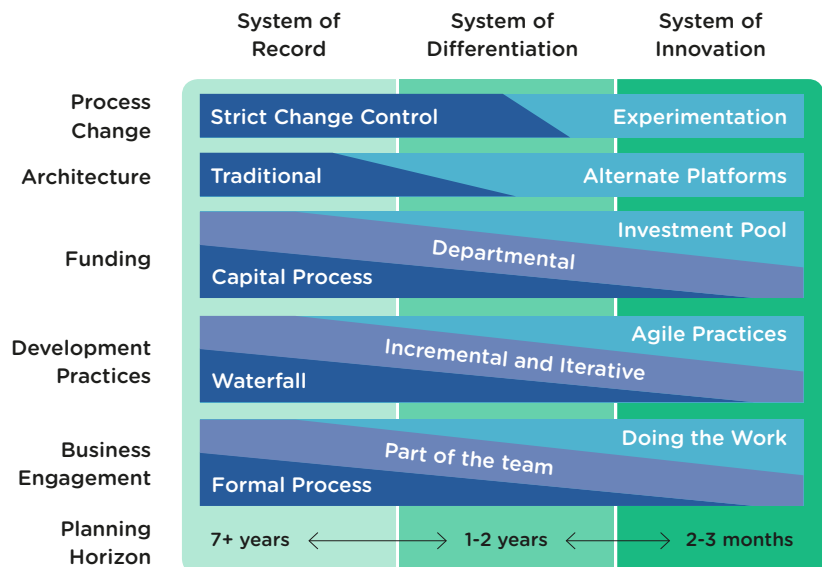 System of
Record
System of
Differentiation
System of
Innovation
Process
Change
Strict Change Control
Experimentation
Architecture
Traditional
Alternate Platforms
Funding
Investment Pool
Departmental
Capital Process
Development
Practices
Agile Practices
Incremental and Iterative
Waterfall
Business
Engagement
Doing the Work
Part of the team
Formal Process
Planning
Horizon
7+ years
1-2 years
2-3 months